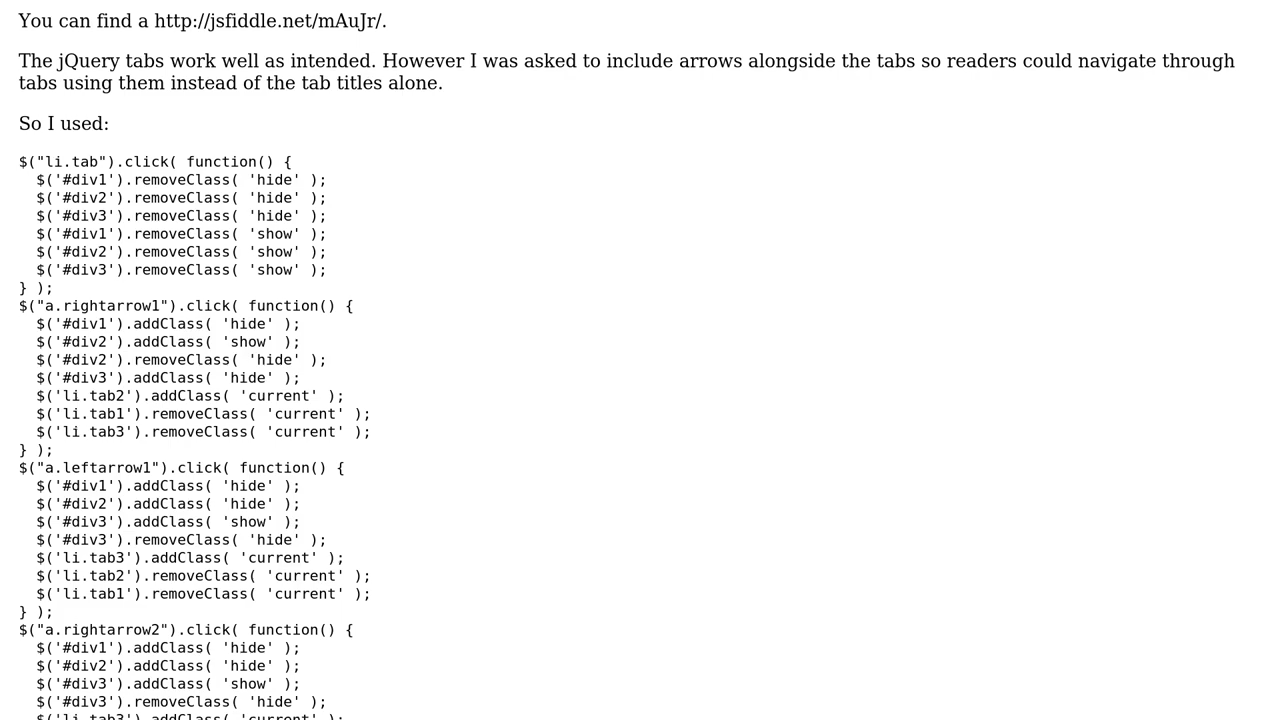 You can find a http://jsfiddle.net/mAuJr/.
The jQuery tabs work well as intended. However I was asked to include arrows alongside the tabs so readers could navigate through
tabs using them instead of the tab titles alone.
So I used:
$("li.tab").click( function() {
  $('#div1').removeClass( 'hide' );
  $('#div2').removeClass( 'hide' );
  $('#div3').removeClass( 'hide' );
  $('#div1').removeClass( 'show' );
  $('#div2').removeClass( 'show' );
  $('#div3').removeClass( 'show' );
} );
$("a.rightarrow1").click( function() {
  $('#div1').addClass( 'hide' );
  $('#div2').addClass( 'show' );
  $('#div2').removeClass( 'hide' );
  $('#div3').addClass( 'hide' );
  $('li.tab2').addClass( 'current' );
  $('li.tab1').removeClass( 'current' );
  $('li.tab3').removeClass( 'current' );
} );
$("a.leftarrow1").click( function() {
  $('#div1').addClass( 'hide' );
  $('#div2').addClass( 'hide' );
  $('#div3').addClass( 'show' );
  $('#div3').removeClass( 'hide' );
  $('li.tab3').addClass( 'current' );
  $('li.tab2').removeClass( 'current' );
  $('li.tab1').removeClass( 'current' );
} );
$("a.rightarrow2").click( function() {
  $('#div1').addClass( 'hide' );
  $('#div2').addClass( 'hide' );
  $('#div3').addClass( 'show' );
  $('#div3').removeClass( 'hide' );
  $('li.tab3').addClass( 'current' );